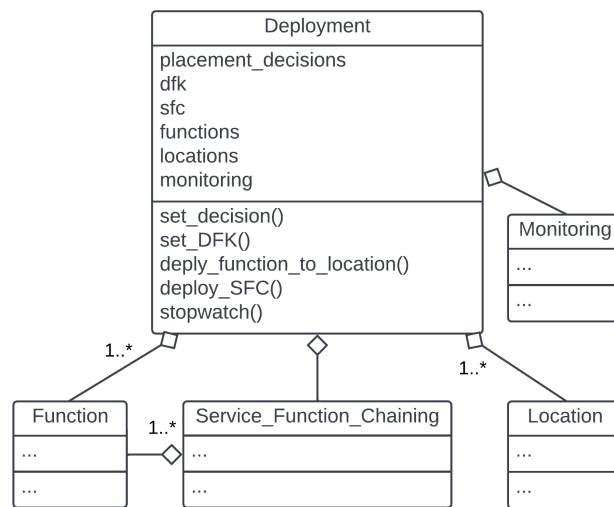 Deployment
placement_decisions
dfk
sfc
functions
locations
monitoring
set_decision()
set_DFK()
deply_function_to_location()
deploy_SFC()
stopwatch()
Monitoring
...
...
1..*
1..*
Function
...
...
1..*
Service_Function_Chaining
...
...
Location
...
...